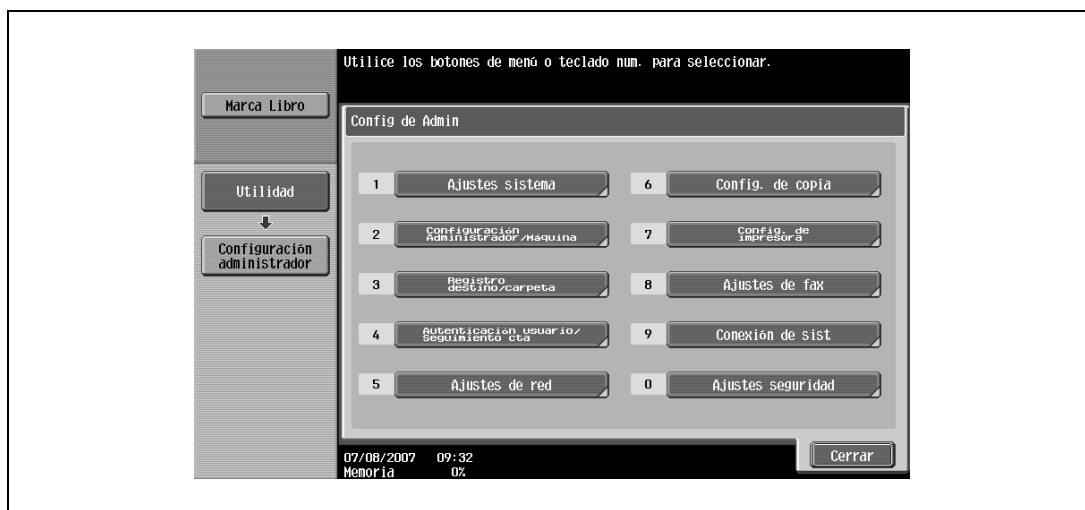 Utilice los botones de menú o teclado num. para seleccionar.
Marca Libro
Utilidad
Configuración
administrador
Config de Admin
1 Ajustes sistema
2 Configuración
Administrador/Máquina
3 Registro
destino/carpeta
4 Autenticación usuario/
Seguimiento cta
5 Ajustes de red
6 Config. de copia
7 Config. de
impresora
8 Ajustes de fax
9 Conexión de sist
0 Ajustes seguridad
07/08/2007 09:32
Memoria 0%
Cerrar